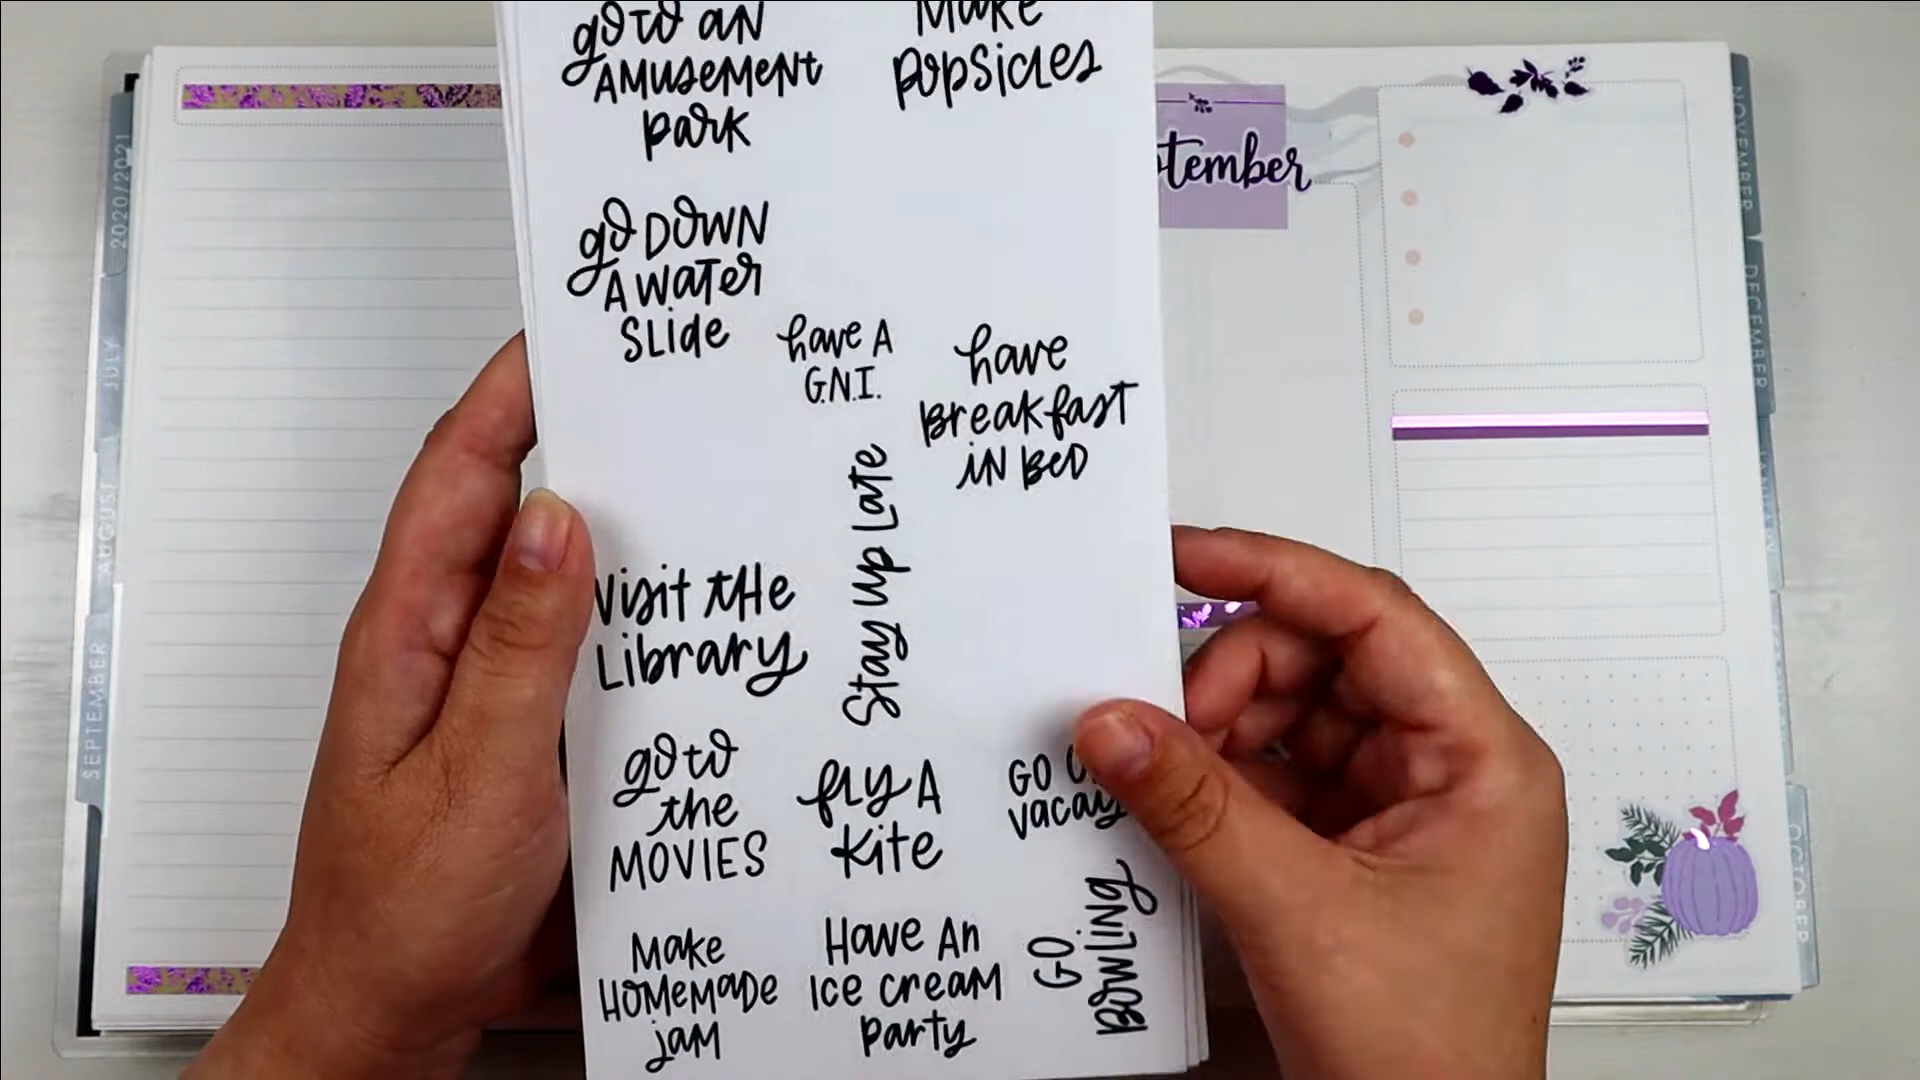 go to an
AMUSEMENT
park
Make
Popsicles
go DOWN
A Water
Slide
have A
G.N.I.
have
Breakfast
in BED
Stay Up Late
Visit the
Library
go to
the
MOVIES
fly A
kite
GO
vacay
Make
HOMEMADE
jam
Have An
Ice cream
party
GO
BOWLING
2020/2021
JULY
AUGUST
SEPTEMBER
tember
NOVEMBER
DECEMBER
OCTOBER